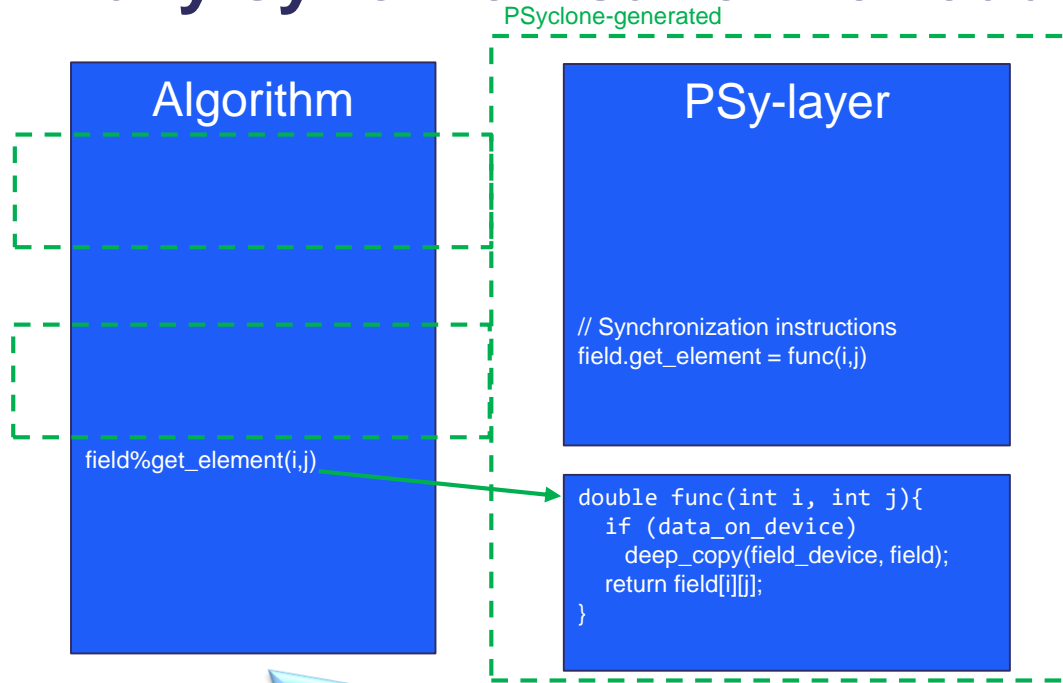 PSyclone-generated
Algorithm
field%get_element(i,j)
PSy-layer
// Synchronization instructions
field.get_element = func(i,j)
double func(int i, int j){
if (data_on_device)
deep_copy(field_device, field);
return field[i][j];
}